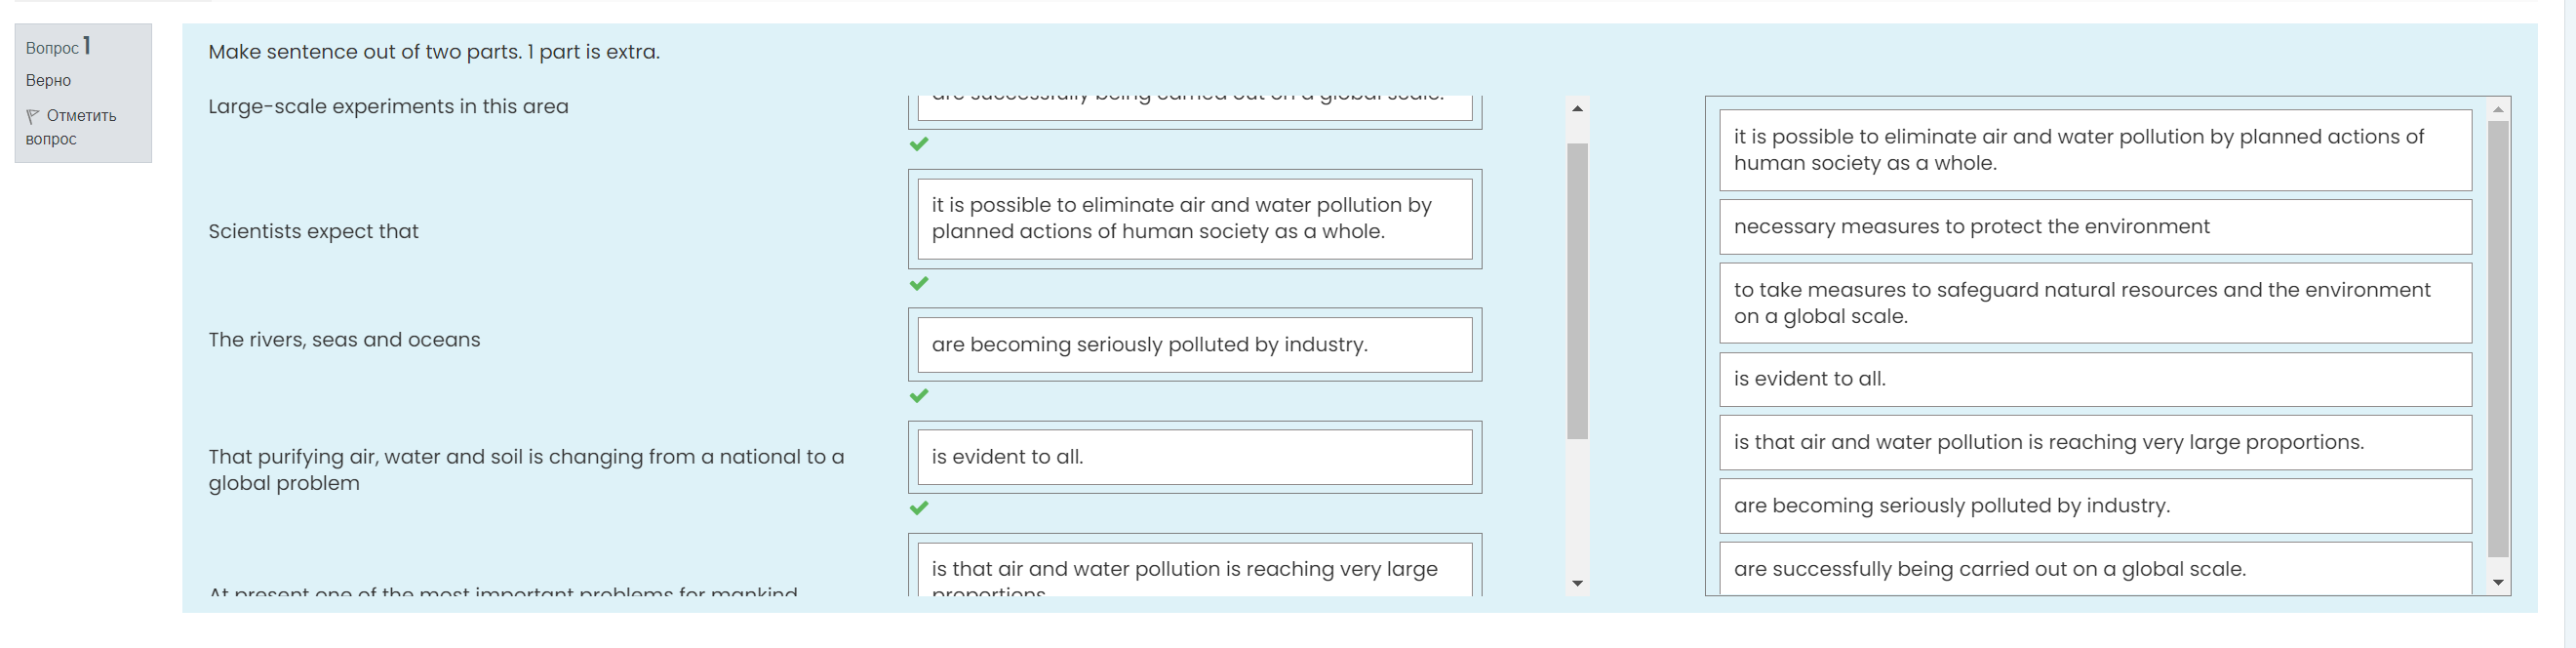 Вопрос 1
Верно
Отметить
вопрос
Make sentence out of two parts. 1 part is extra.
Large-scale experiments in this area
are successfully being carried out on a global scale.
Scientists expect that
it is possible to eliminate air and water pollution by
planned actions of human society as a whole.
The rivers, seas and oceans
are becoming seriously polluted by industry.
That purifying air, water and soil is changing from a national to a
global problem
is evident to all.
At present one of the most important problems for mankind
is that air and water pollution is reaching very large
proportions.
it is possible to eliminate air and water pollution by planned actions of
human society as a whole.
necessary measures to protect the environment
to take measures to safeguard natural resources and the environment
on a global scale.
is evident to all.
is that air and water pollution is reaching very large proportions.
are becoming seriously polluted by industry.
are successfully being carried out on a global scale.